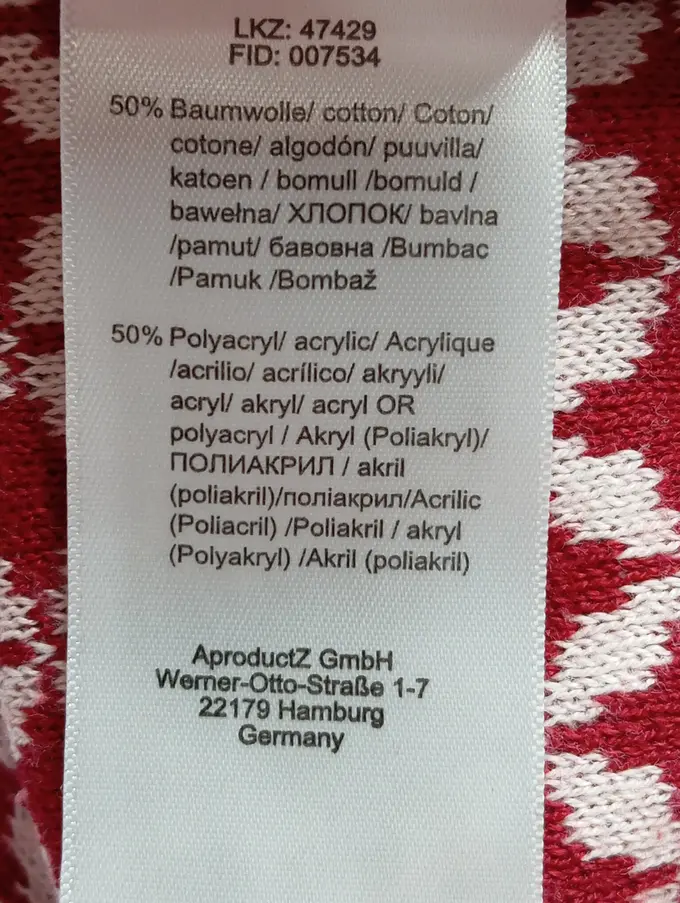 LKZ: 47429
FID: 007534
50% Baumwolle/ cotton/ Coton/
cotone/ algodón/ puuvilla/
katoen / bomull /bomuld /
bawełna/ ХЛОПОК/ bavlna
/pamut/ бавовна /Bumbac
/Pamuk /Bombaž
50% Polyacryl/ acrylic/ Acrylique
/acrilio/ acrílico/ akryyli/
acryl/ akryl/ acryl OR
polyacryl / Akryl (Poliakryl)/
ПОЛИАКРИЛ / akril
(poliakril)/поліакрил/Acrilic
(Poliacril) /Poliakril / akryl
(Polyakryl) /Akril (poliakril)
AproductZ GmbH
Werner-Otto-Straße 1-7
22179 Hamburg
Germany